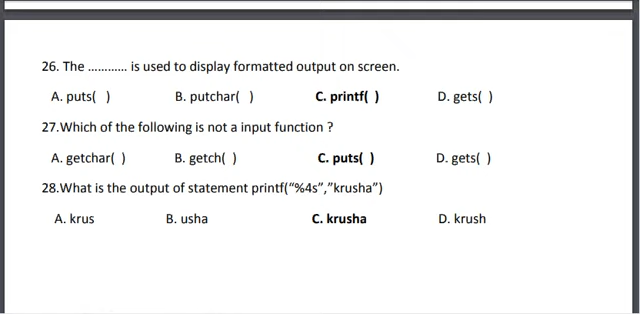 26. The ............ is used to display formatted output on screen.
A. puts( ) B. putchar( ) C. printf( ) D. gets( )
27.Which of the following is not a input function ?
A. getchar( ) B. getch( ) C. puts( ) D. gets( )
28.What is the output of statement printf(“%4s”,”krusha”)
A. krus B. usha C. krusha D. krush